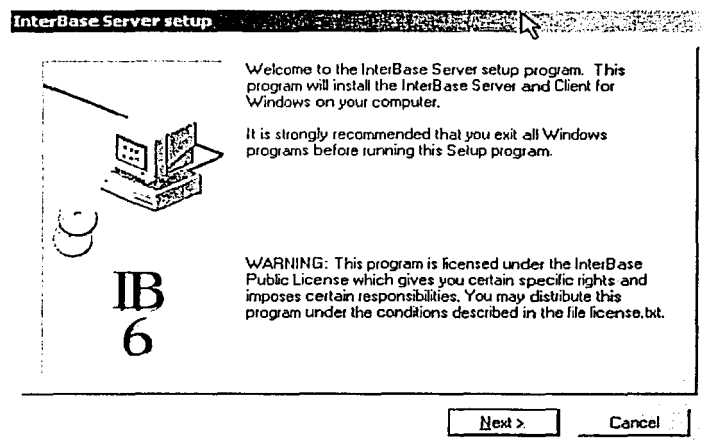 InterBase Server setup
Welcome to the InterBase Server setup program. This
program will install the InterBase Server and Client for
Windows on your computer.
It is strongly recommended that you exit all Windows
programs before running this Setup program.
IB
6
WARNING: This program is licensed under the InterBase
Public License which gives you certain specific rights and
imposes certain responsibilities. You may distribute this
program under the conditions described in the file license.txt.
Next >
Cancel